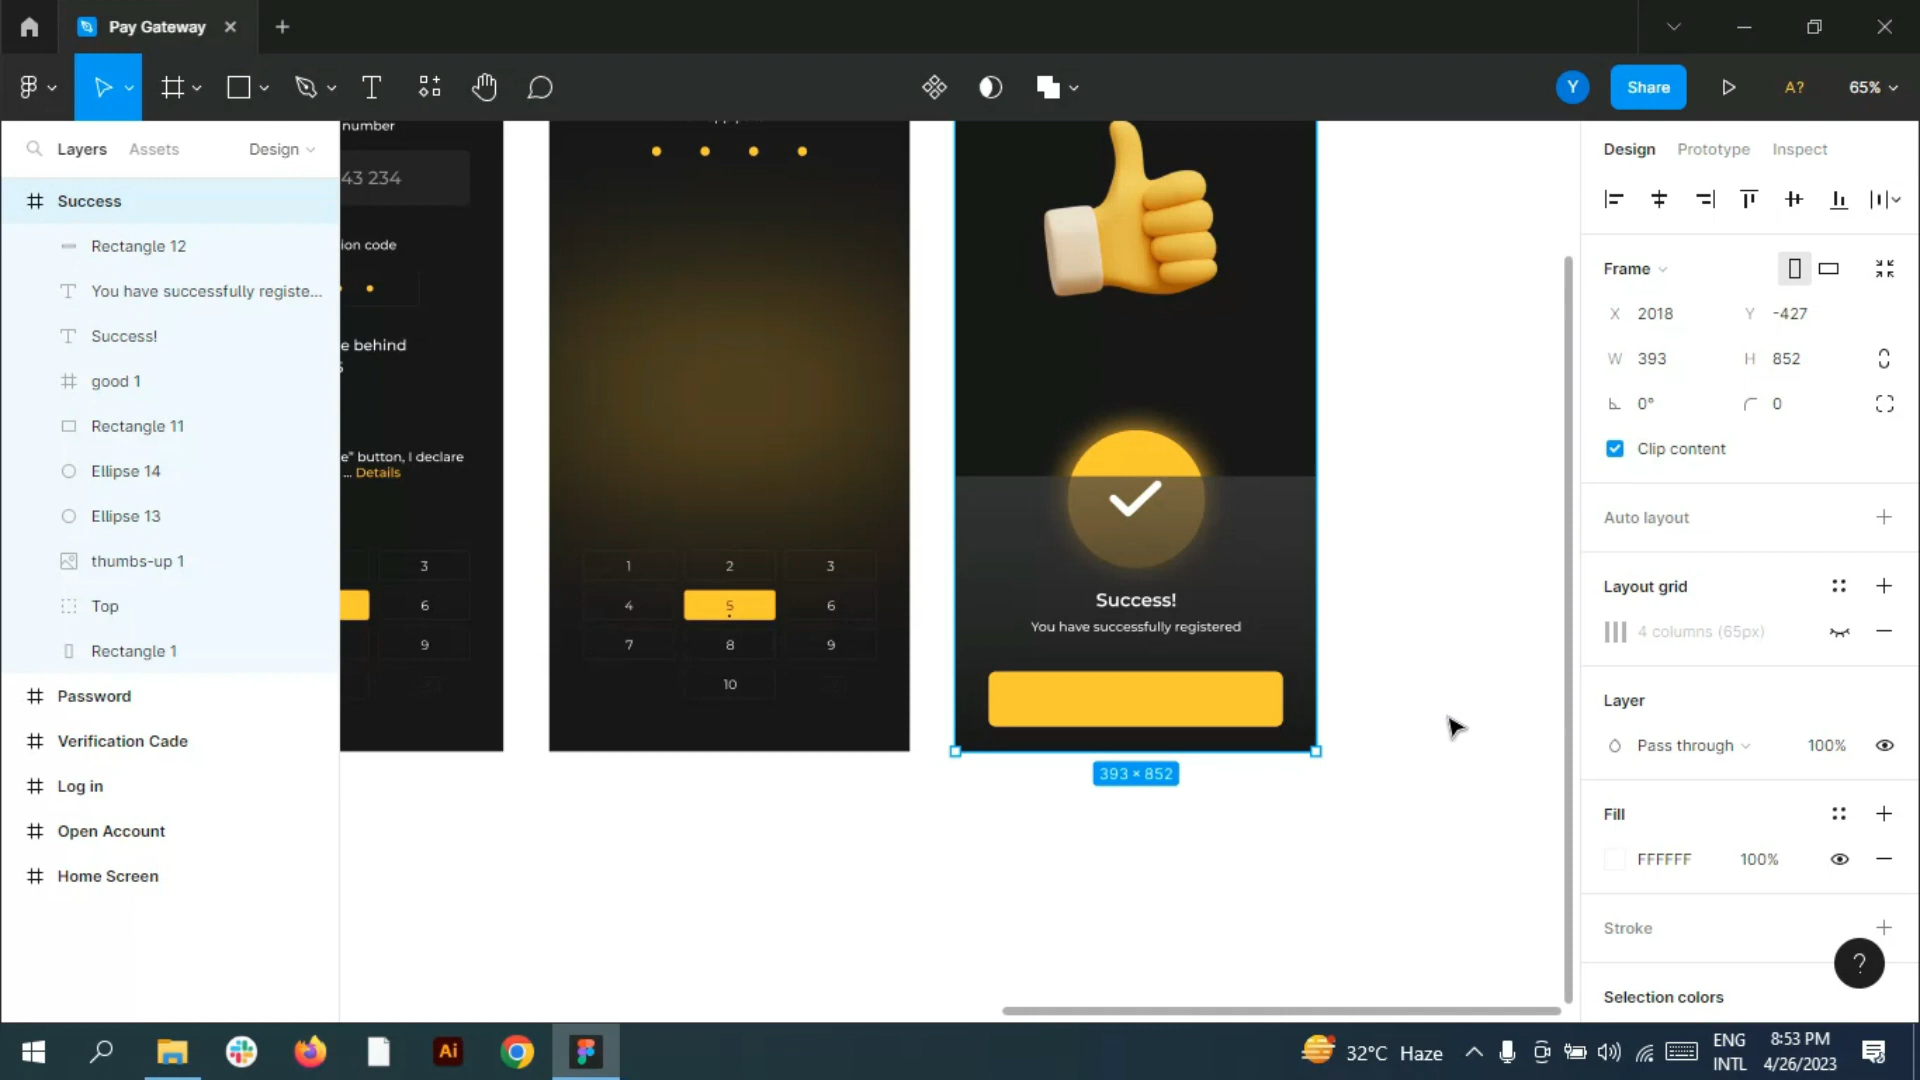 Pay Gateway
Y
Share
A?
65%
Layers
Assets
Design
Success
Rectangle 12
You have successfully registe...
Success!
good 1
Rectangle 11
Ellipse 14
Ellipse 13
thumbs-up 1
Top
Rectangle 1
Password
Verification Cade
Log in
Open Account
Home Screen
number
43 234
ion code
e behind
e" button, I declare
... Details
3
6
9
1
2
3
4
5
6
7
8
9
10
Success!
You have successfully registered
393 × 852
Design
Prototype
Inspect
Frame
X 2018
Y -427
W 393
H 852
0°
0
Clip content
Auto layout
Layout grid
4 columns (65px)
Layer
Pass through
100%
Fill
FFFFFF
100%
Stroke
?
Selection colors
Ai
32°C Haze
ENG
INTL
8:53 PM
4/26/2023